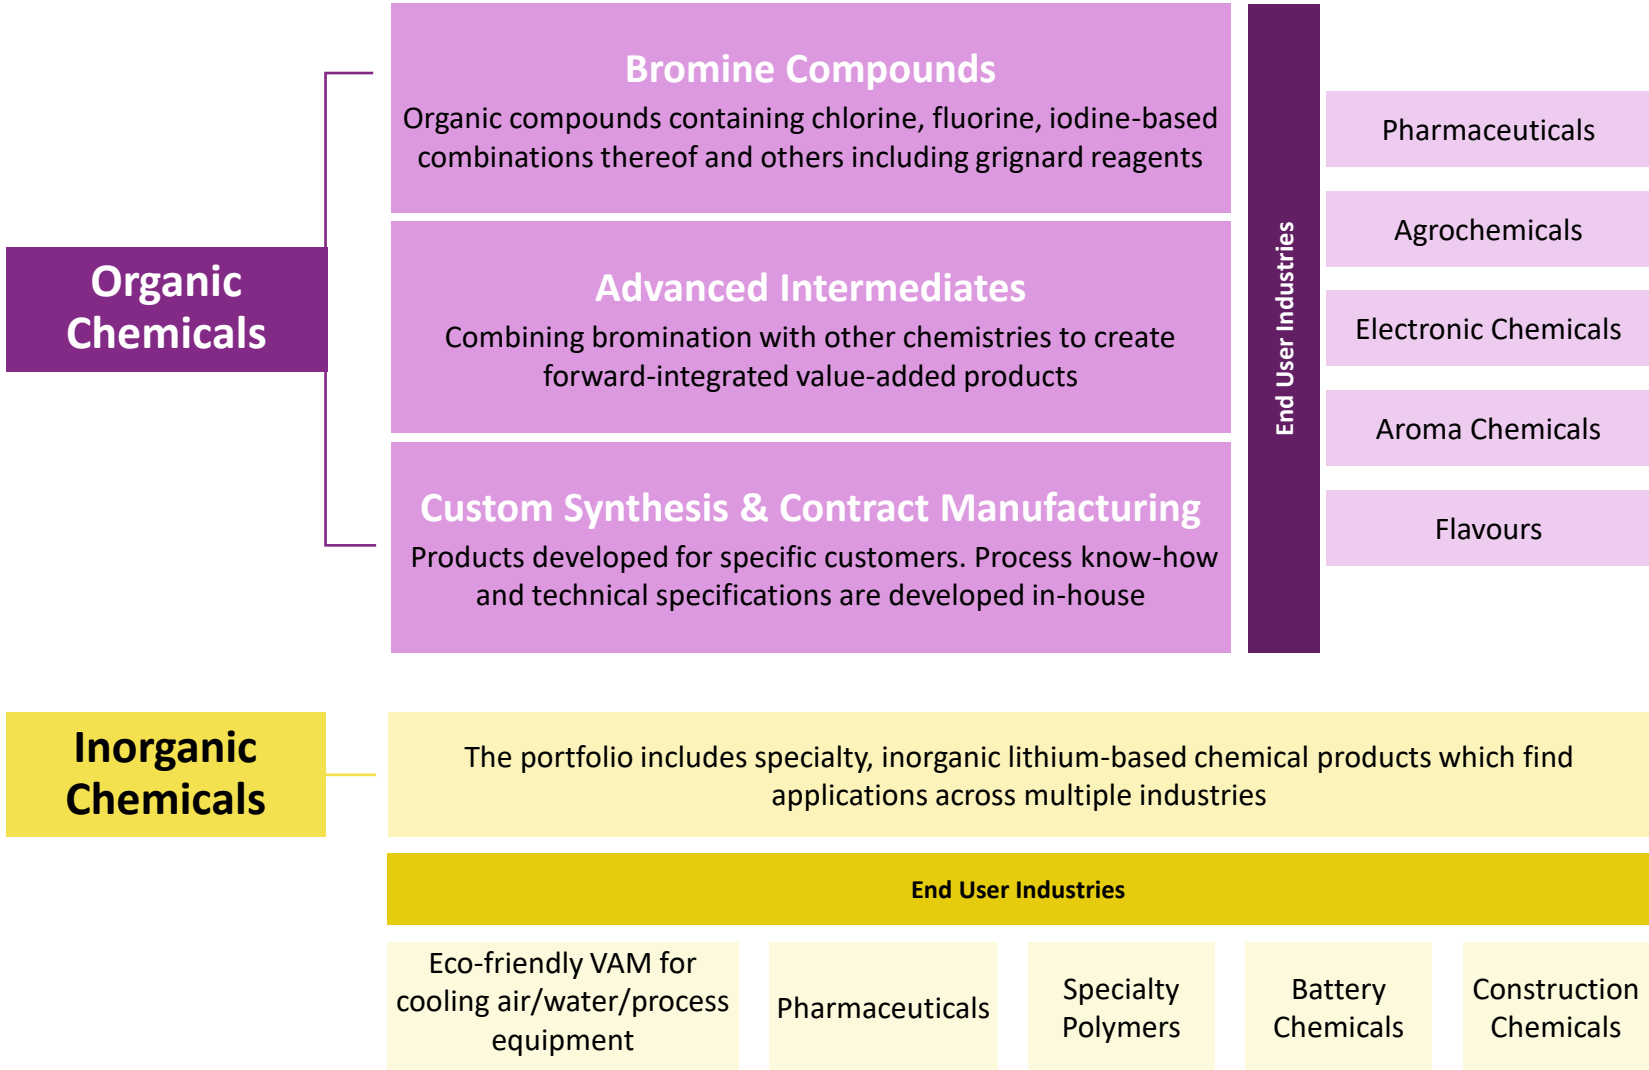 Organic
Chemicals
Bromine Compounds
Organic compounds containing chlorine, fluorine, iodine-based
combinations thereof and others including grignard reagents
Advanced Intermediates
Combining bromination with other chemistries to create
forward-integrated value-added products
Custom Synthesis & Contract Manufacturing
Products developed for specific customers. Process know-how
and technical specifications are developed in-house
End User Industries
Pharmaceuticals
Agrochemicals
Electronic Chemicals
Aroma Chemicals
Flavours
Inorganic
Chemicals
The portfolio includes specialty, inorganic lithium-based chemical products which find
applications across multiple industries
End User Industries
Eco-friendly VAM for
cooling air/water/process
equipment
Pharmaceuticals
Specialty
Polymers
Battery
Chemicals
Construction
Chemicals